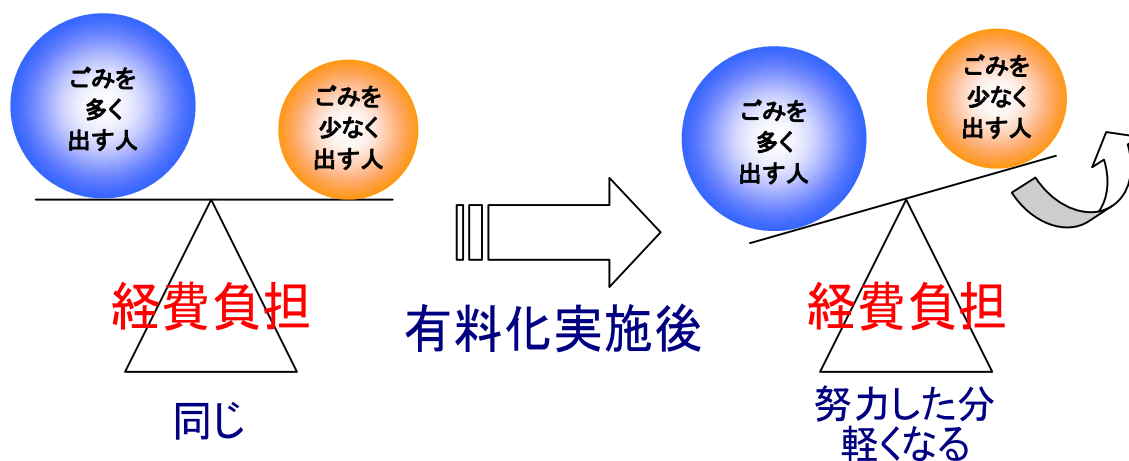 ごみを
多く
出す人
ごみを
少なく
出す人
経費負担
同じ
有料化実施後
ごみを
多く
出す人
ごみを
少なく
出す人
経費負担
努力した分
軽くなる